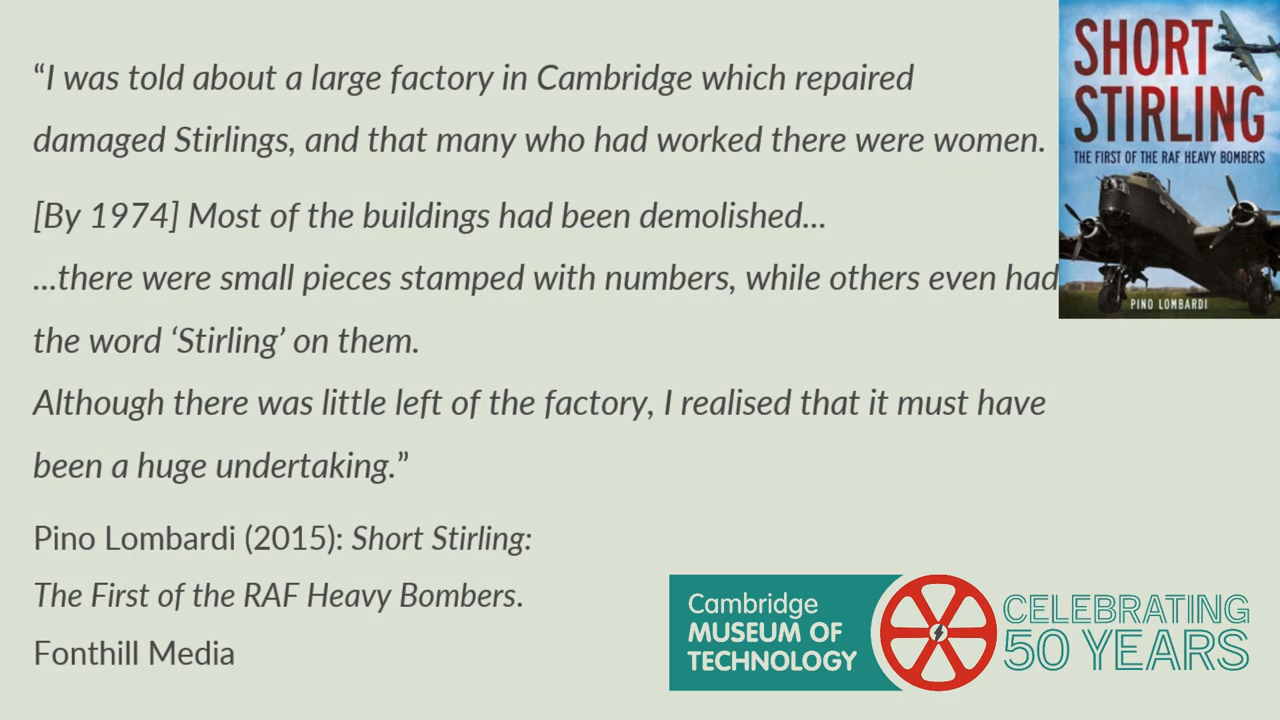 “I was told about a large factory in Cambridge which repaired
damaged Stirlings, and that many who had worked there were women.
[By 1974] Most of the buildings had been demolished...
...there were small pieces stamped with numbers, while others even had
the word ‘Stirling’ on them.
Although there was little left of the factory, I realised that it must have
been a huge undertaking.”
Pino Lombardi (2015): Short Stirling:
The First of the RAF Heavy Bombers.
Fonthill Media
SHORT
STIRLING
THE FIRST OF THE RAF HEAVY BOMBERS
PINO LOMBARDI
Cambridge
MUSEUM OF
TECHNOLOGY
CELEBRATING
50 YEARS